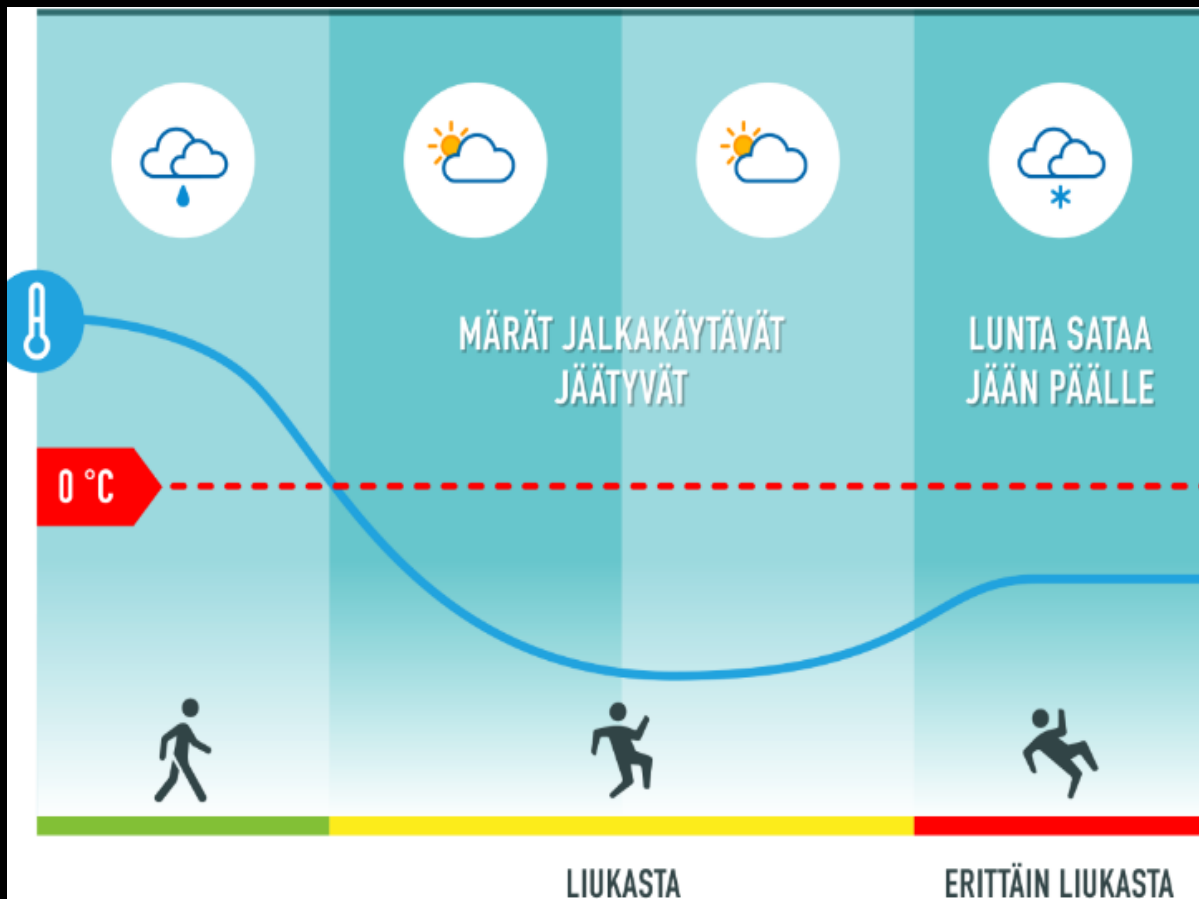 MÄRÄT JALKAKÄYTÄVÄT
JÄÄTYVÄT
LUNTA SATAA
JÄÄN PÄÄLLE
0 °C
LIUKASTA
ERITTÄIN LIUKASTA